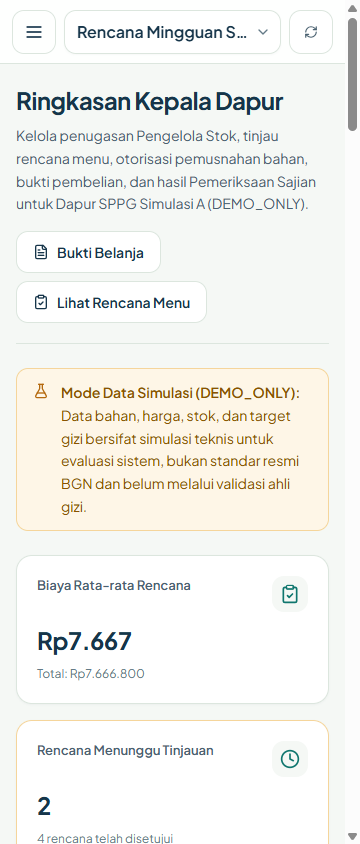 Rencana Mingguan S...
Ringkasan Kepala Dapur
Kelola penugasan Pengelola Stok, tinjau
rencana menu, otorisasi pemusnahan bahan,
bukti pembelian, dan hasil Pemeriksaan Sajian
untuk Dapur SPPG Simulasi A (DEMO_ONLY).
Bukti Belanja
Lihat Rencana Menu
Mode Data Simulasi (DEMO_ONLY):
Data bahan, harga, stok, dan target
gizi bersifat simulasi teknis untuk
evaluasi sistem, bukan standar resmi
BGN dan belum melalui validasi ahli
gizi.
Biaya Rata-rata Rencana
Rp7.667
Total: Rp7.666.800
Rencana Menunggu Tinjauan
2
4 rencana telah disetujui